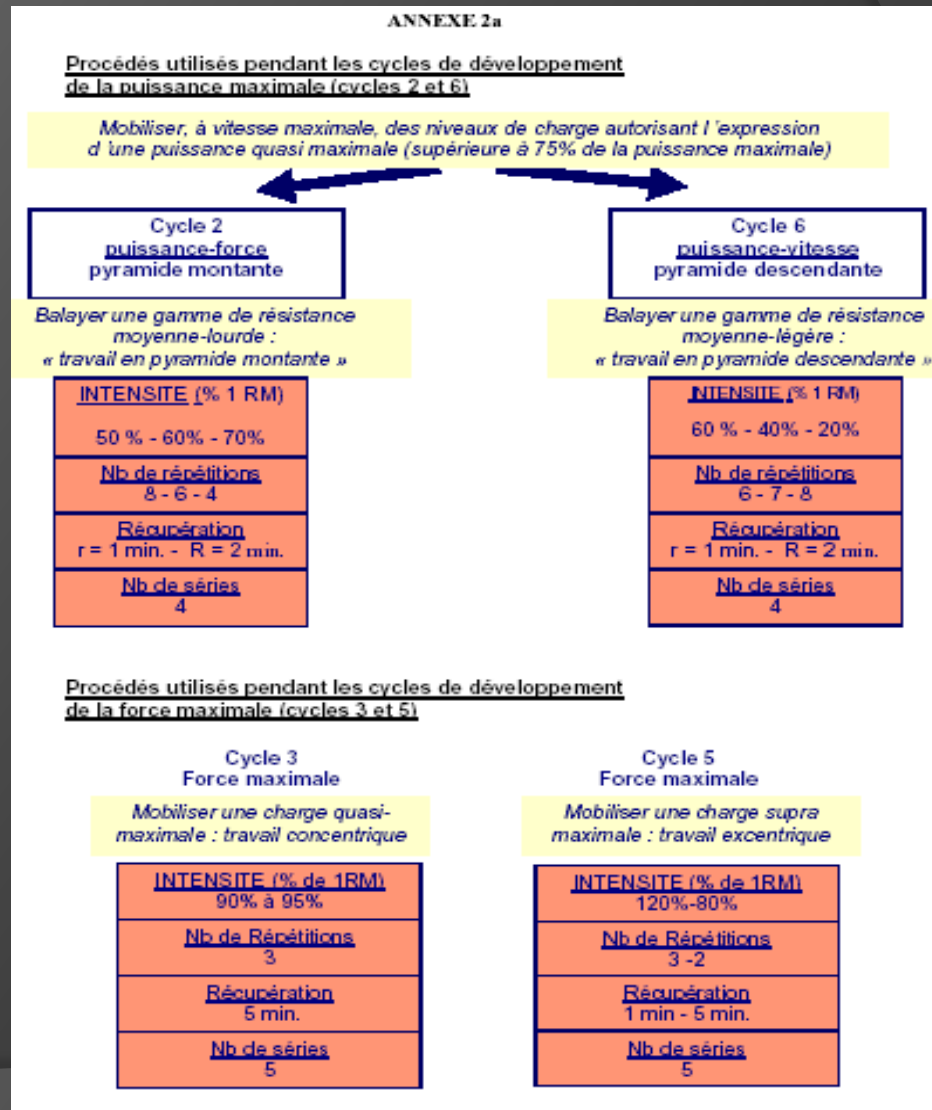 ANNEXE 2a
Procédés utilisés pendant les cycles de développement
de la puissance maximale (cycles 2 et 6)
Mobiliser, à vitesse maximale, des niveaux de charge autorisant l 'expression
d 'une puissance quasi maximale (supérieure à 75% de la puissance maximale)
Cycle 2
puissance-force
pyramide montante
Balayer une gamme de résistance
moyenne-lourde :
« travail en pyramide montante »
INTENSITE (% 1 RM)
50 % - 60% - 70%
Nb de répétitions
8 - 6 - 4
Récupération
r = 1 min. - R = 2 min.
Nb de séries
4
Cycle 6
puissance-vitesse
pyramide descendante
Balayer une gamme de résistance
moyenne-légère :
« travail en pyramide descendante »
INTENSITE (% 1 RM)
60 % - 40% - 20%
Nb de répétitions
6 - 7 - 8
Récupération
r = 1 min. - R = 2 min.
Nb de séries
4
Procédés utilisés pendant les cycles de développement
de la force maximale (cycles 3 et 5)
Cycle 3
Force maximale
Mobiliser une charge quasi-
maximale : travail concentrique
INTENSITE (% de 1RM)
90% à 95%
Nb de Répétitions
3
Récupération
5 min.
Nb de séries
5
Cycle 5
Force maximale
Mobiliser une charge supra
maximale : travail excentrique
INTENSITE (% de 1RM)
120%-80%
Nb de Répétitions
3 -2
Récupération
1 min - 5 min.
Nb de séries
5